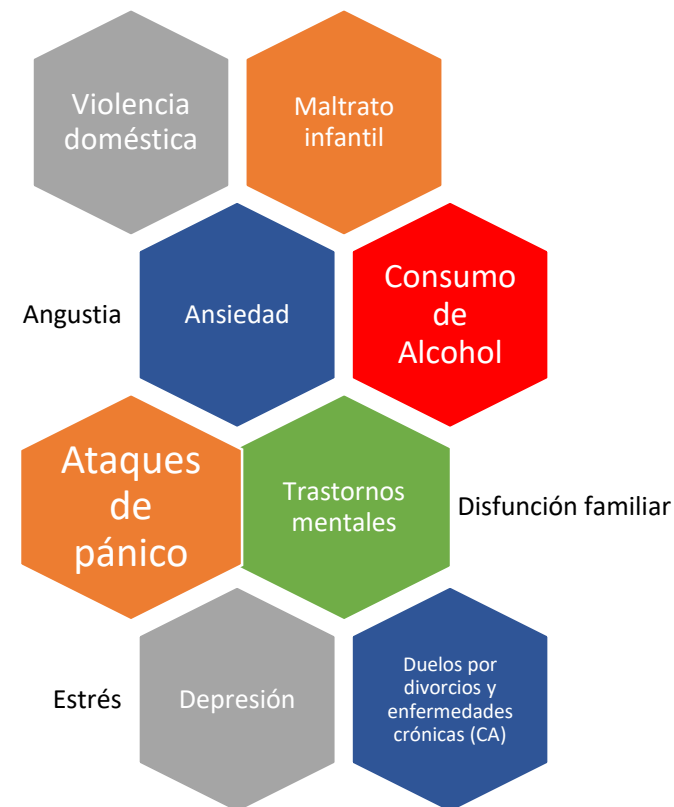 Violencia
doméstica
Maltrato
infantil
Angustia
Ansiedad
Consumo
de
Alcohol
Ataques
de
pánico
Trastornos
mentales
Disfunción familiar
Estrés
Depresión
Duelos por
divorcios y
enfermedades
crónicas (CA)